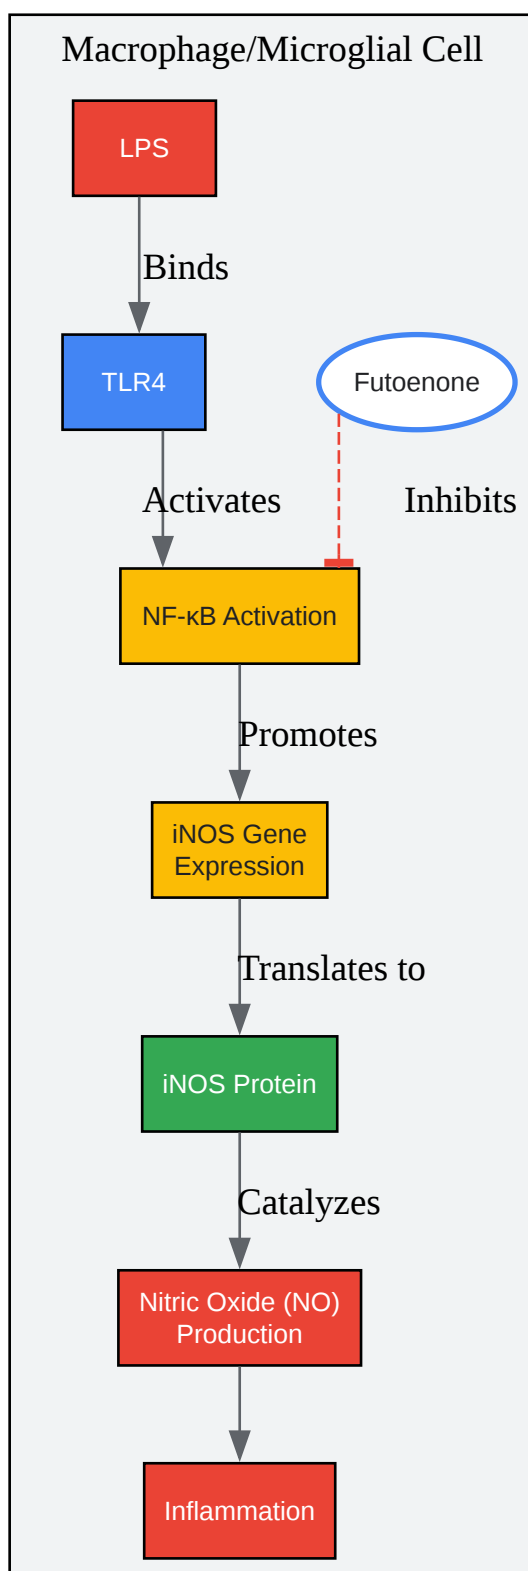 Macrophage/Microglial Cell
LPS
Binds
TLR4
Futoenone
Activates
Inhibits
NF-κB Activation
Promotes
iNOS Gene
Expression
Translates to
iNOS Protein
Catalyzes
Nitric Oxide (NO)
Production
Inflammation